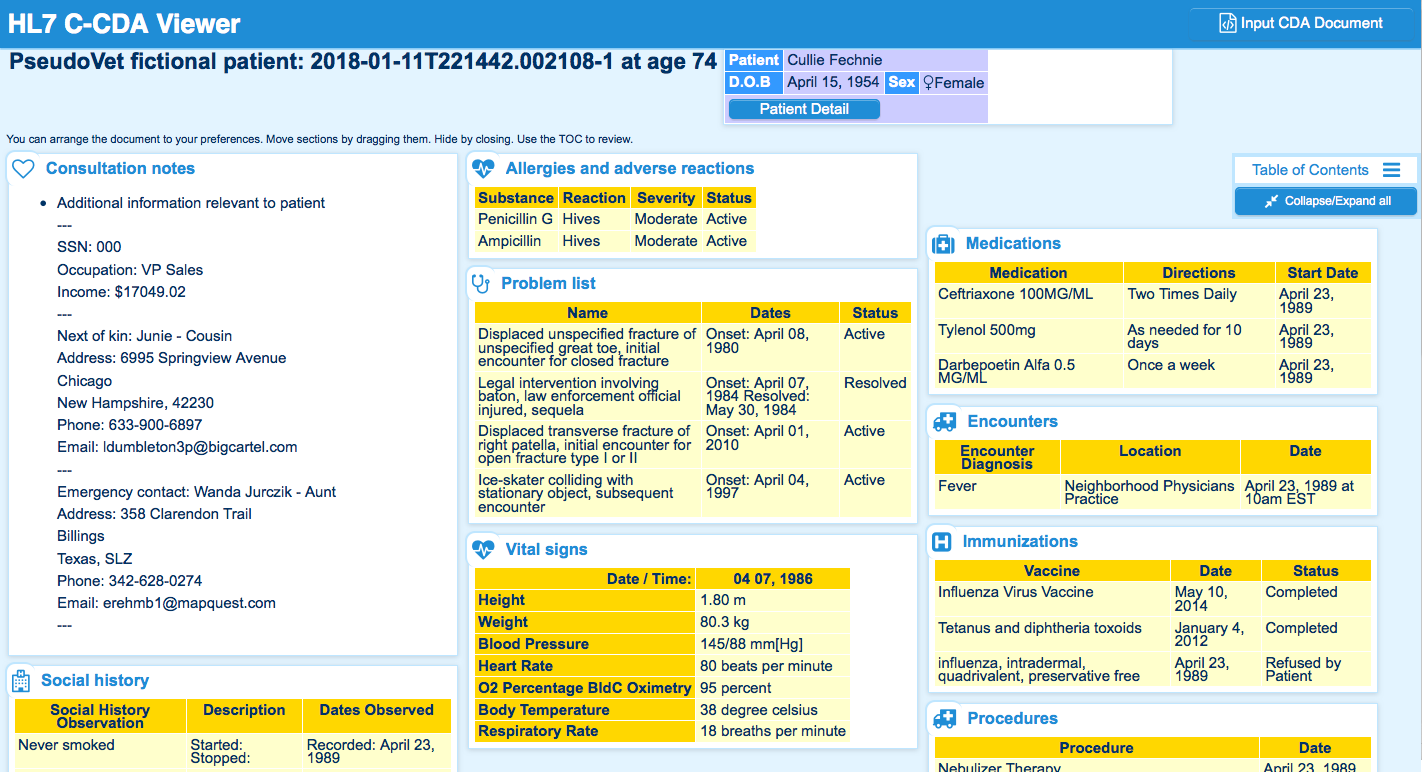 HL7 C-CDA Viewer
Input CDA Document
PseudoVet fictional patient: 2018-01-11T221442.002108-1 at age 74
Patient Cullie Fechnie
D.O.B April 15, 1954 Sex ♀Female
Patient Detail
You can arrange the document to your preferences. Move sections by dragging them. Hide by closing. Use the TOC to review.
Consultation notes
• Additional information relevant to patient
---
SSN: 000
Occupation: VP Sales
Income: $17049.02
---
Next of kin: Junie - Cousin
Address: 6995 Springview Avenue
Chicago
New Hampshire, 42230
Phone: 633-900-6897
Email: ldumbleton3p@bigcartel.com
---
Emergency contact: Wanda Jurczik - Aunt
Address: 358 Clarendon Trail
Billings
Texas, SLZ
Phone: 342-628-0274
Email: erehmb1@mapquest.com
---
Social history
Social History
Observation
Description
Dates Observed
Never smoked
Started:
Stopped:
Recorded: April 23,
1989
Allergies and adverse reactions
Substance Reaction Severity Status
Penicillin G Hives Moderate Active
Ampicillin Hives Moderate Active
Problem list
Name Dates Status
Displaced unspecified fracture of
unspecified great toe, initial
encounter for closed fracture
Onset: April 08,
1980
Active
Legal intervention involving
baton, law enforcement official
injured, sequela
Onset: April 07,
1984 Resolved:
May 30, 1984
Resolved
Displaced transverse fracture of
right patella, initial encounter for
open fracture type I or II
Onset: April 01,
2010
Active
Ice-skater colliding with
stationary object, subsequent
encounter
Onset: April 04,
1997
Active
Vital signs
Date / Time: 04 07, 1986
Height 1.80 m
Weight 80.3 kg
Blood Pressure 145/88 mm[Hg]
Heart Rate 80 beats per minute
O2 Percentage BldC Oximetry 95 percent
Body Temperature 38 degree celsius
Respiratory Rate 18 breaths per minute
Table of Contents
Collapse/Expand all
Medications
Medication Directions Start Date
Ceftriaxone 100MG/ML
Two Times Daily
April 23,
1989
Tylenol 500mg
As needed for 10
days
April 23,
1989
Darbepoetin Alfa 0.5
MG/ML
Once a week
April 23,
1989
Encounters
Encounter
Diagnosis
Location
Date
Fever
Neighborhood Physicians
Practice
April 23, 1989 at
10am EST
Immunizations
Vaccine Date Status
Influenza Virus Vaccine
May 10,
2014
Completed
Tetanus and diphtheria toxoids
January 4,
2012
Completed
influenza, intradermal,
quadrivalent, preservative free
April 23,
1989
Refused by
Patient
Procedures
Procedure Date
Nebulizer Therapy April 23, 1989